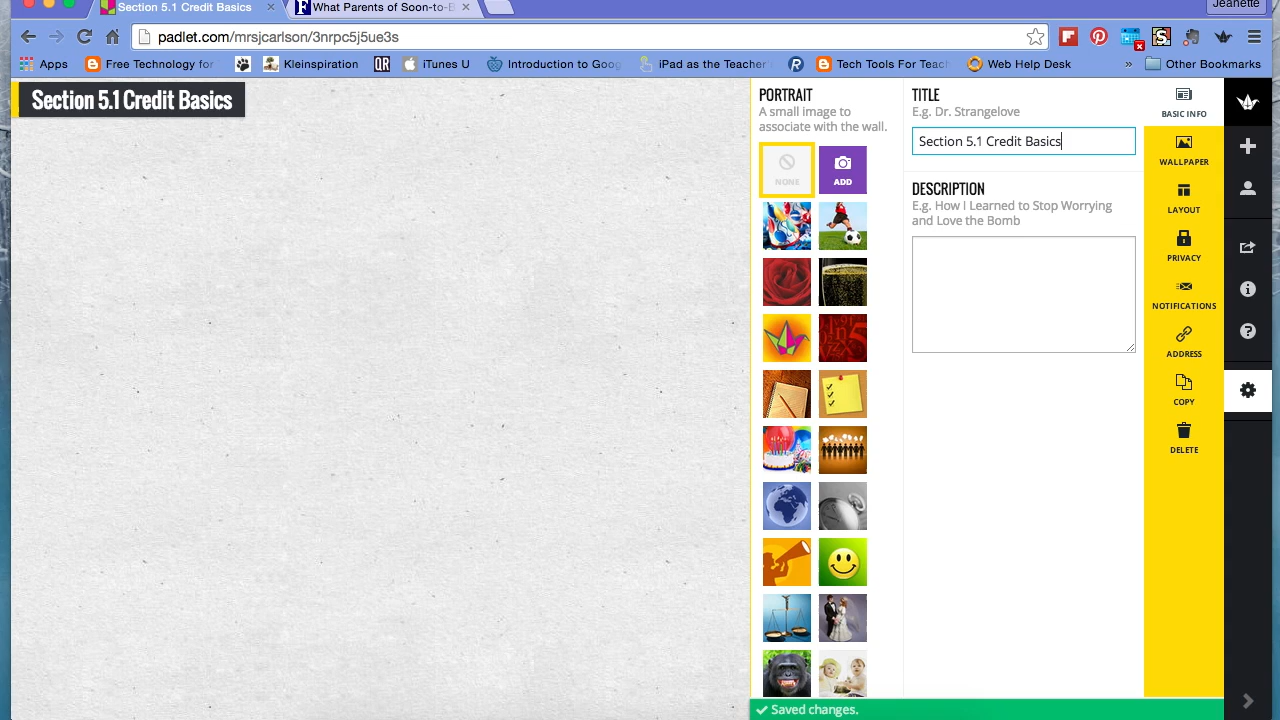 Section 5.1 Credit Basics
What Parents of Soon-to-B
Jeanette
padlet.com/mrsjcarlson/3nrpc5j5ue3s
Apps
Free Technology for
Kleinspiration
QR
iTunes U
Introduction to Goog
iPad as the Teacher'
Tech Tools For Teac
Web Help Desk
»
Other Bookmarks
Section 5.1 Credit Basics
PORTRAIT
A small image to
associate with the wall.
NONE
ADD
TITLE
E.g. Dr. Strangelove
Section 5.1 Credit Basics
DESCRIPTION
E.g. How I Learned to Stop Worrying
and Love the Bomb
BASIC INFO
WALLPAPER
LAYOUT
PRIVACY
NOTIFICATIONS
ADDRESS
COPY
DELETE
Saved changes.